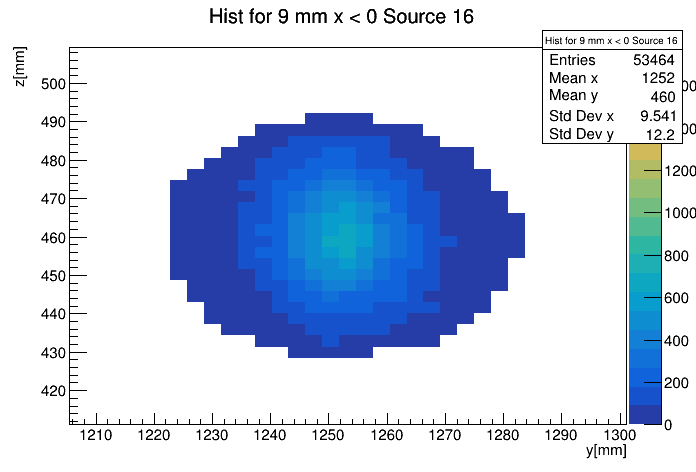 Hist for 9 mm x < 0 Source 16
z[mm]
Hist for 9 mm x < 0 Source 16
Entries 53464
Mean x 1252
Mean y 460
Std Dev x 9.541
Std Dev y 12.2
500
490
480
470
460
450
440
430
420
1200
1000
800
600
400
200
0
1210 1220 1230 1240 1250 1260 1270 1280 1290 1300
y[mm]